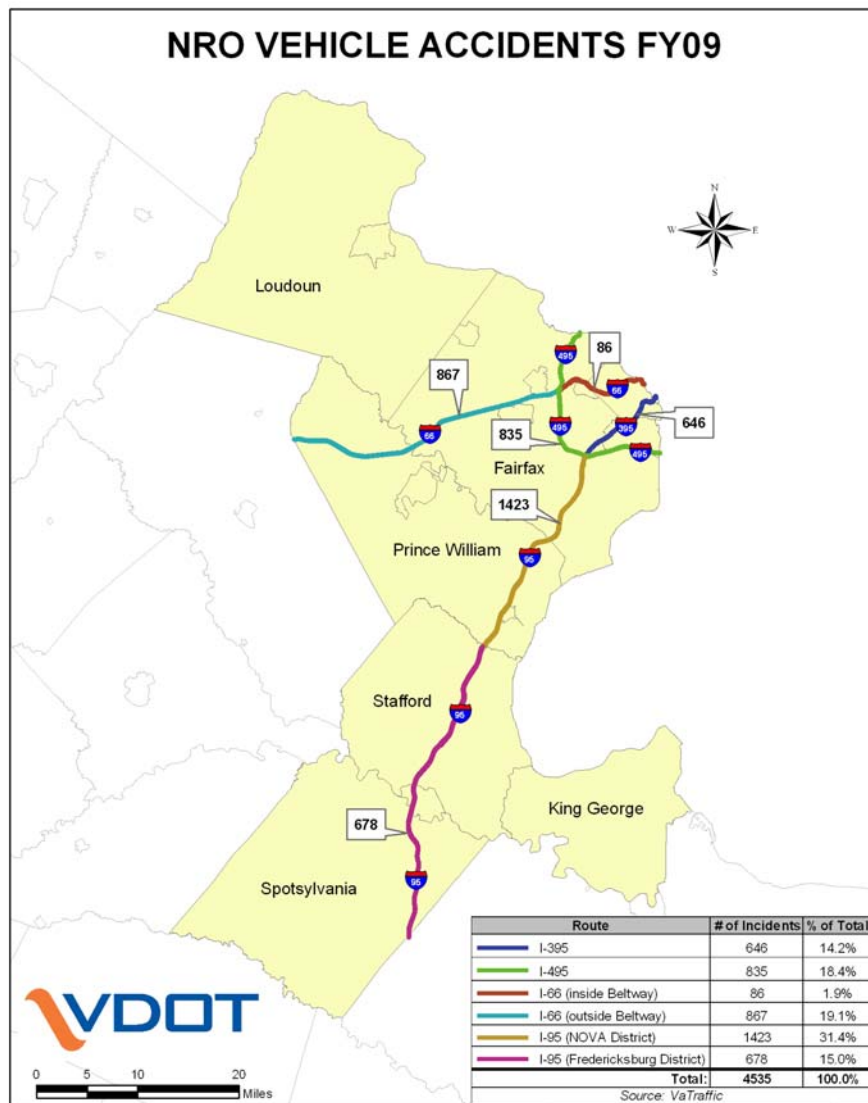 NRO VEHICLE ACCIDENTS FY09
N
W E
S
Loudoun
495
86
867
66
66
495
395
646
835
495
Fairfax
1423
Prince William
95
Stafford
95
King George
678
95
Spotsylvania
Route # of Incidents % of Total
I-395 646 14.2%
I-495 835 18.4%
I-66 (inside Beltway) 86 1.9%
I-66 (outside Beltway) 867 19.1%
I-95 (NOVA District) 1423 31.4%
I-95 (Fredericksburg District) 678 15.0%
Total: 4535 100.0%
Source: VaTraffic
VDOT
0 5 10 20
Miles